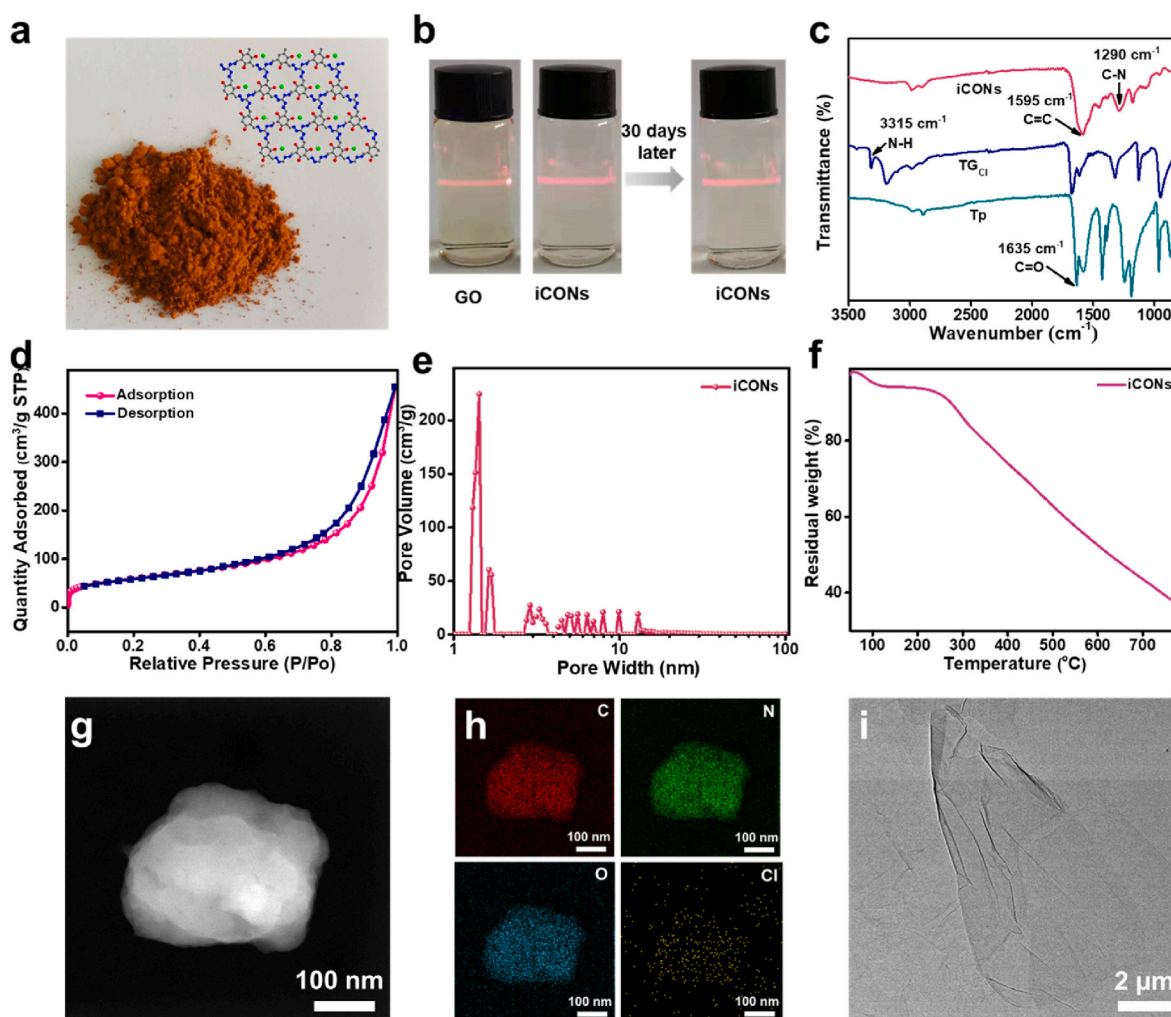 a
b
30 days
later
GO
iCONs
iCONs
c
Transmittance (%)
1290 cm⁻¹
C-N
iCONs
1595 cm⁻¹
C=C
3315 cm⁻¹
N-H
TG_Cl
Tp
1635 cm⁻¹
C=O
3500 3000 2500 2000 1500 1000
Wavenumber (cm⁻¹)
d
Quantity Adsorbed (cm³/g STP)
Adsorption
Desorption
400
300
200
100
0
0.0 0.2 0.4 0.6 0.8 1.0
Relative Pressure (P/Po)
e
Pore Volume (cm³/g)
iCONs
200
150
100
50
0
1 10 100
Pore Width (nm)
f
Residual weight (%)
iCONs
80
60
40
100 200 300 400 500 600 700
Temperature (°C)
g
100 nm
h
C
100 nm
N
100 nm
O
100 nm
Cl
100 nm
i
2 μm